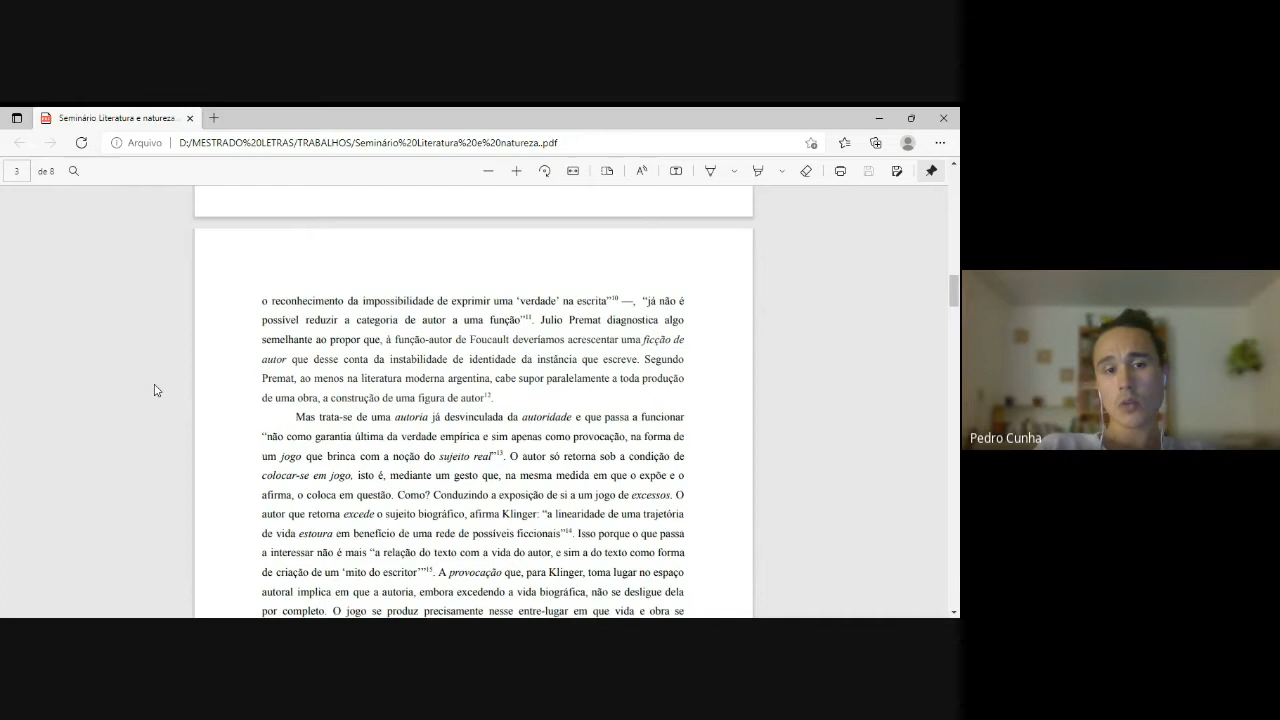 Seminário Literatura e natureza..
Arquivo
D:/MESTRADO%20LETRAS/TRABALHOS/Seminário%20Literatura%20e%20natureza..pdf
3 de 8
o reconhecimento da impossibilidade de exprimir uma ‘verdade’ na escrita”10 —, “já não é
possível reduzir a categoria de autor a uma função”11. Julio Premat diagnostica algo
semelhante ao propor que, à função-autor de Foucault deveríamos acrescentar uma ficção de
autor que desse conta da instabilidade de identidade da instância que escreve. Segundo
Premat, ao menos na literatura moderna argentina, cabe supor paralelamente a toda produção
de uma obra, a construção de uma figura de autor12.
Mas trata-se de uma autoria já desvinculada da autoridade e que passa a funcionar
“não como garantia última da verdade empírica e sim apenas como provocação, na forma de
um jogo que brinca com a noção do sujeito real”13. O autor só retorna sob a condição de
colocar-se em jogo, isto é, mediante um gesto que, na mesma medida em que o expõe e o
afirma, o coloca em questão. Como? Conduzindo a exposição de si a um jogo de excessos. O
autor que retorna excede o sujeito biográfico, afirma Klinger: “a linearidade de uma trajetória
de vida estoura em benefício de uma rede de possíveis ficcionais”14. Isso porque o que passa
a interessar não é mais “a relação do texto com a vida do autor, e sim a do texto como forma
de criação de um ‘mito do escritor’”15. A provocação que, para Klinger, toma lugar no espaço
autoral implica em que a autoria, embora excedendo a vida biográfica, não se desligue dela
por completo. O jogo se produz precisamente nesse entre-lugar em que vida e obra se
Pedro Cunha